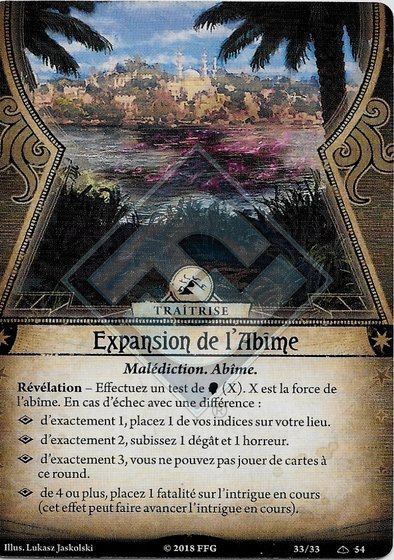 TRAÎTRISE
Expansion de l'Abîme
Malédiction. Abîme.
Révélation – Effectuez un test de (X). X est la force de
l'abîme. En cas d'échec avec une différence :
d'exactement 1, placez 1 de vos indices sur votre lieu.
d'exactement 2, subissez 1 dégât et 1 horreur.
d'exactement 3, vous ne pouvez pas jouer de cartes à
ce round.
de 4 ou plus, placez 1 fatalité sur l'intrigue en cours
(cet effet peut faire avancer l'intrigue en cours).
Illus. Lukasz Jaskolski © 2018 FFG 33/33 54